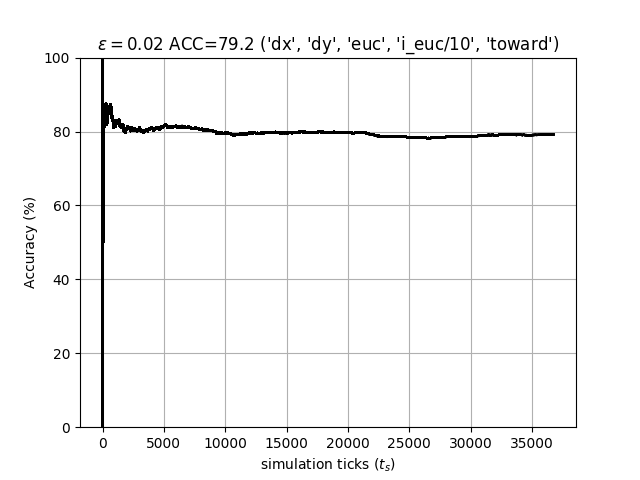 ε = 0.02 ACC=79.2 ('dx', 'dy', 'euc', 'i_euc/10', 'toward')
100
80
60
40
20
0
Accuracy (%)
0 5000 10000 15000 20000 25000 30000 35000
simulation ticks (t_s)